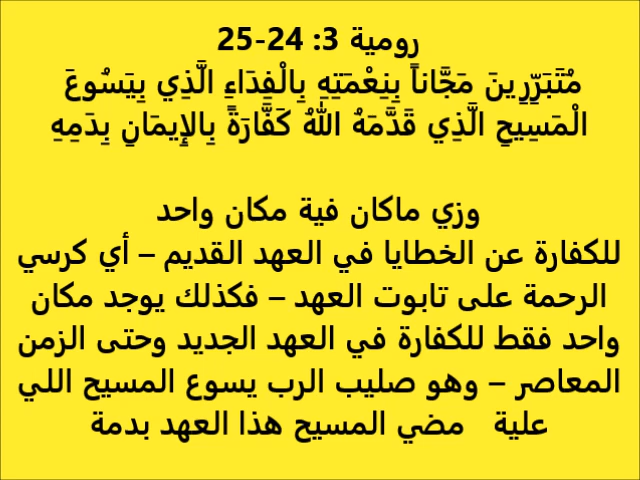 رومية 3: 24-25
مُتَبَرِّرِينَ مَجَّاناً بِنِعْمَتِهِ بِالْفِدَاءِ الَّذِي بِيَسُوعَ
الْمَسِيحِ الَّذِي قَدَّمَهُ اللهُ كَفَّارَةً بِالإِيمَانِ بِدَمِهِ
وزي ماكان فية مكان واحد
للكفارة عن الخطايا في العهد القديم – أي كرسي
الرحمة على تابوت العهد – فكذلك يوجد مكان
واحد فقط للكفارة في العهد الجديد وحتى الزمن
المعاصر – وهو صليب الرب يسوع المسيح اللي
علية مضي المسيح هذا العهد بدمة